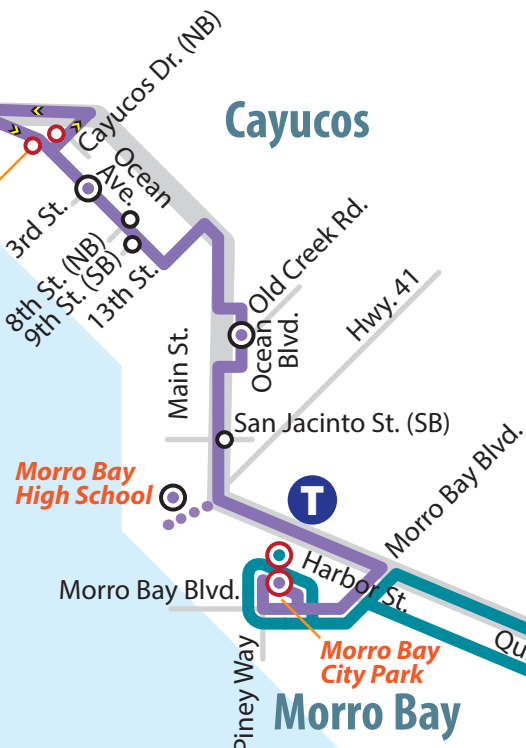 Cayucos Dr. (NB)
Cayucos
Ocean
Ave.
3rd St.
8th St. (NB)
9th St. (SB)
13th St.
Old Creek Rd.
Ocean
Blvd.
Hwy. 41
Main St.
San Jacinto St. (SB)
Morro Bay
High School
T
Morro Bay Blvd.
Harbor St.
Morro Bay Blvd.
Morro Bay
City Park
Piney Way
Morro Bay
Qu